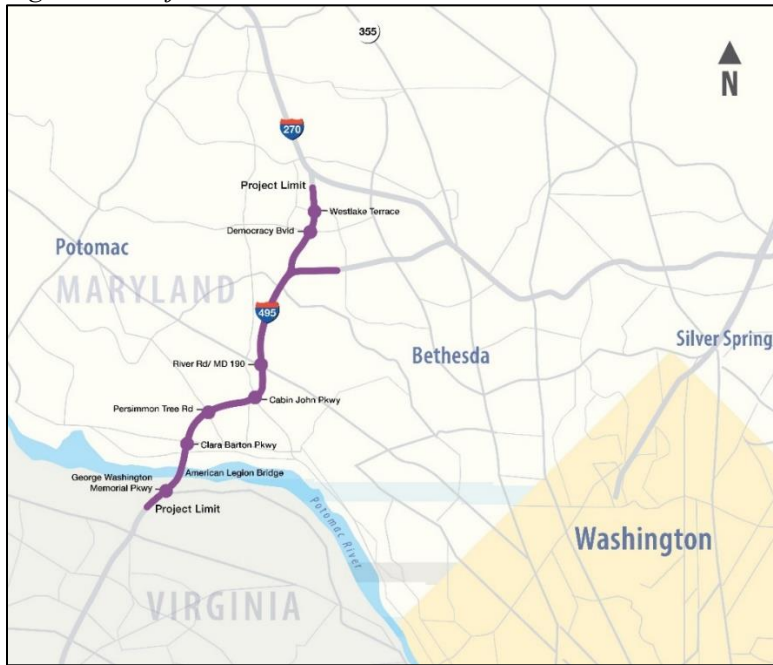 355
N
270
Project Limit
Westlake Terrace
Democracy Blvd
Potomac
MARYLAND
495
Silver Spring
Bethesda
River Rd/ MD 190
Cabin John Pkwy
Persimmon Tree Rd
Clara Barton Pkwy
George Washington
Memorial Pkwy
American Legion Bridge
Project Limit
Potomac River
Washington
VIRGINIA